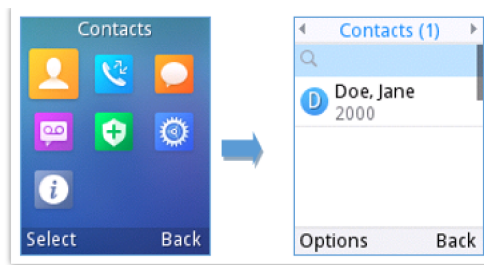 Contacts
Select Back
Contacts (1)
D
Doe, Jane
2000
Options Back